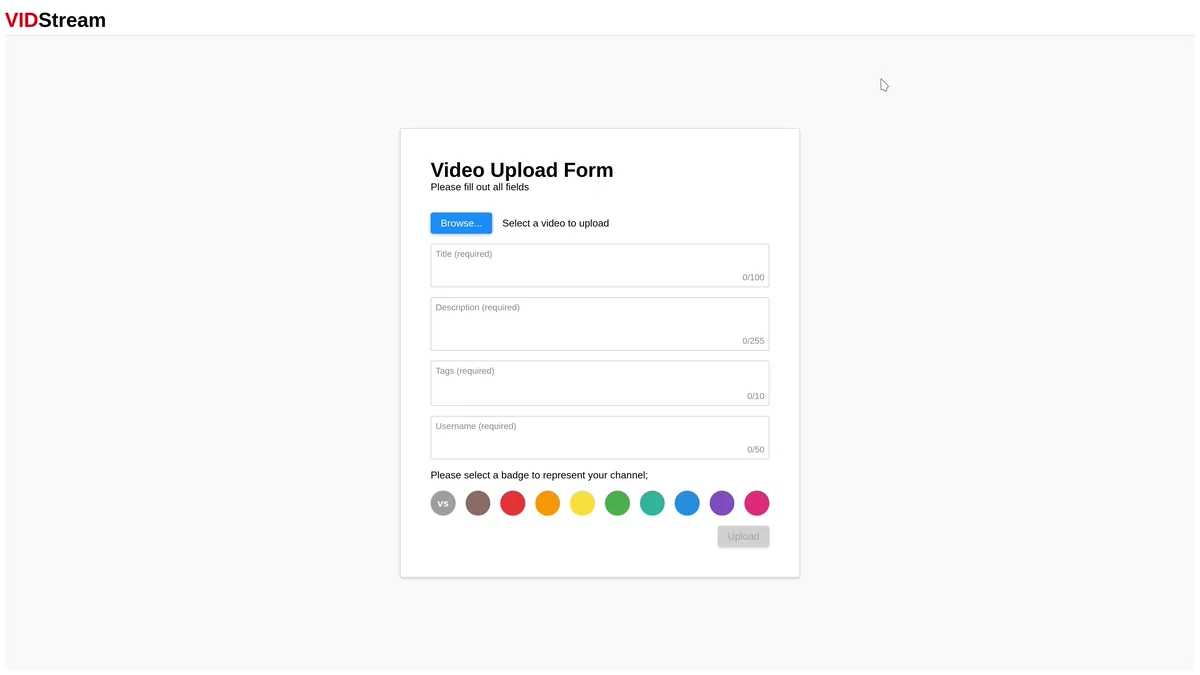 VIDStream
Video Upload Form
Please fill out all fields
Browse... Select a video to upload
Title (required)
0/100
Description (required)
0/255
Tags (required)
0/10
Username (required)
0/50
Please select a badge to represent your channel;
vs
Upload